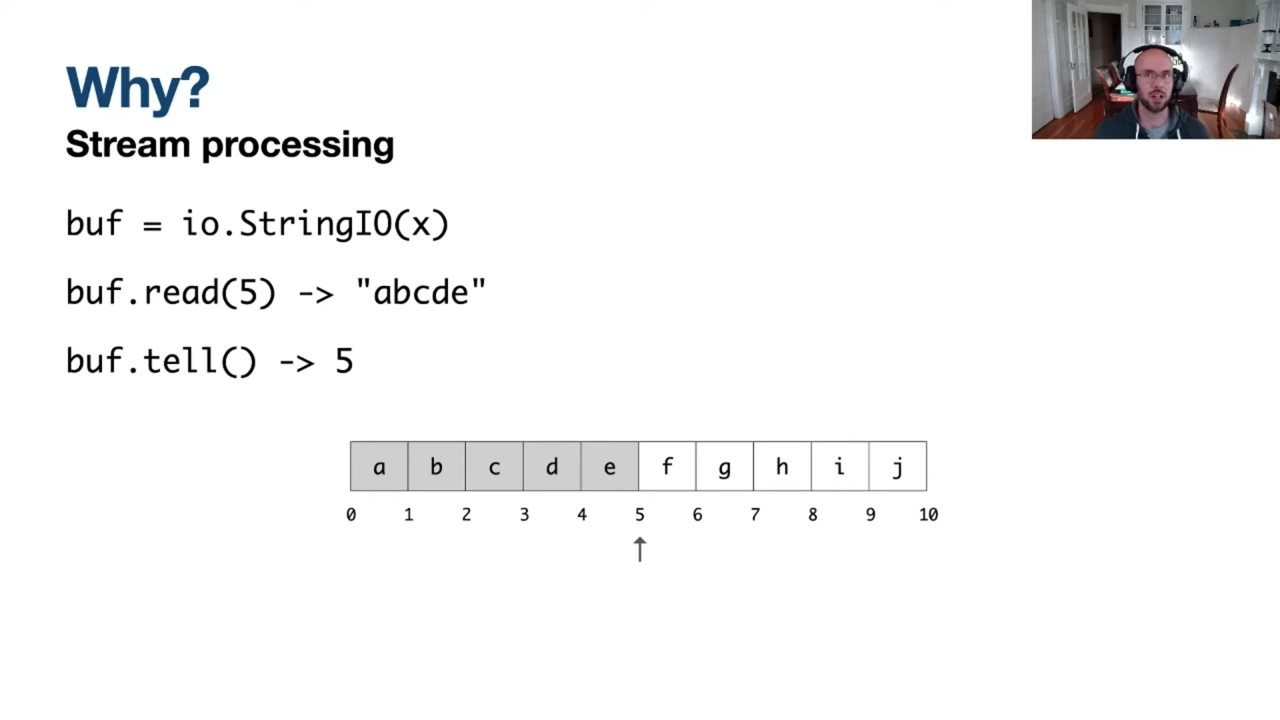 Why?
Stream processing
buf = io.StringIO(x)
buf.read(5) -> "abcde"
buf.tell() -> 5
a b c d e f g h i j
0 1 2 3 4 5 6 7 8 9 10
↑